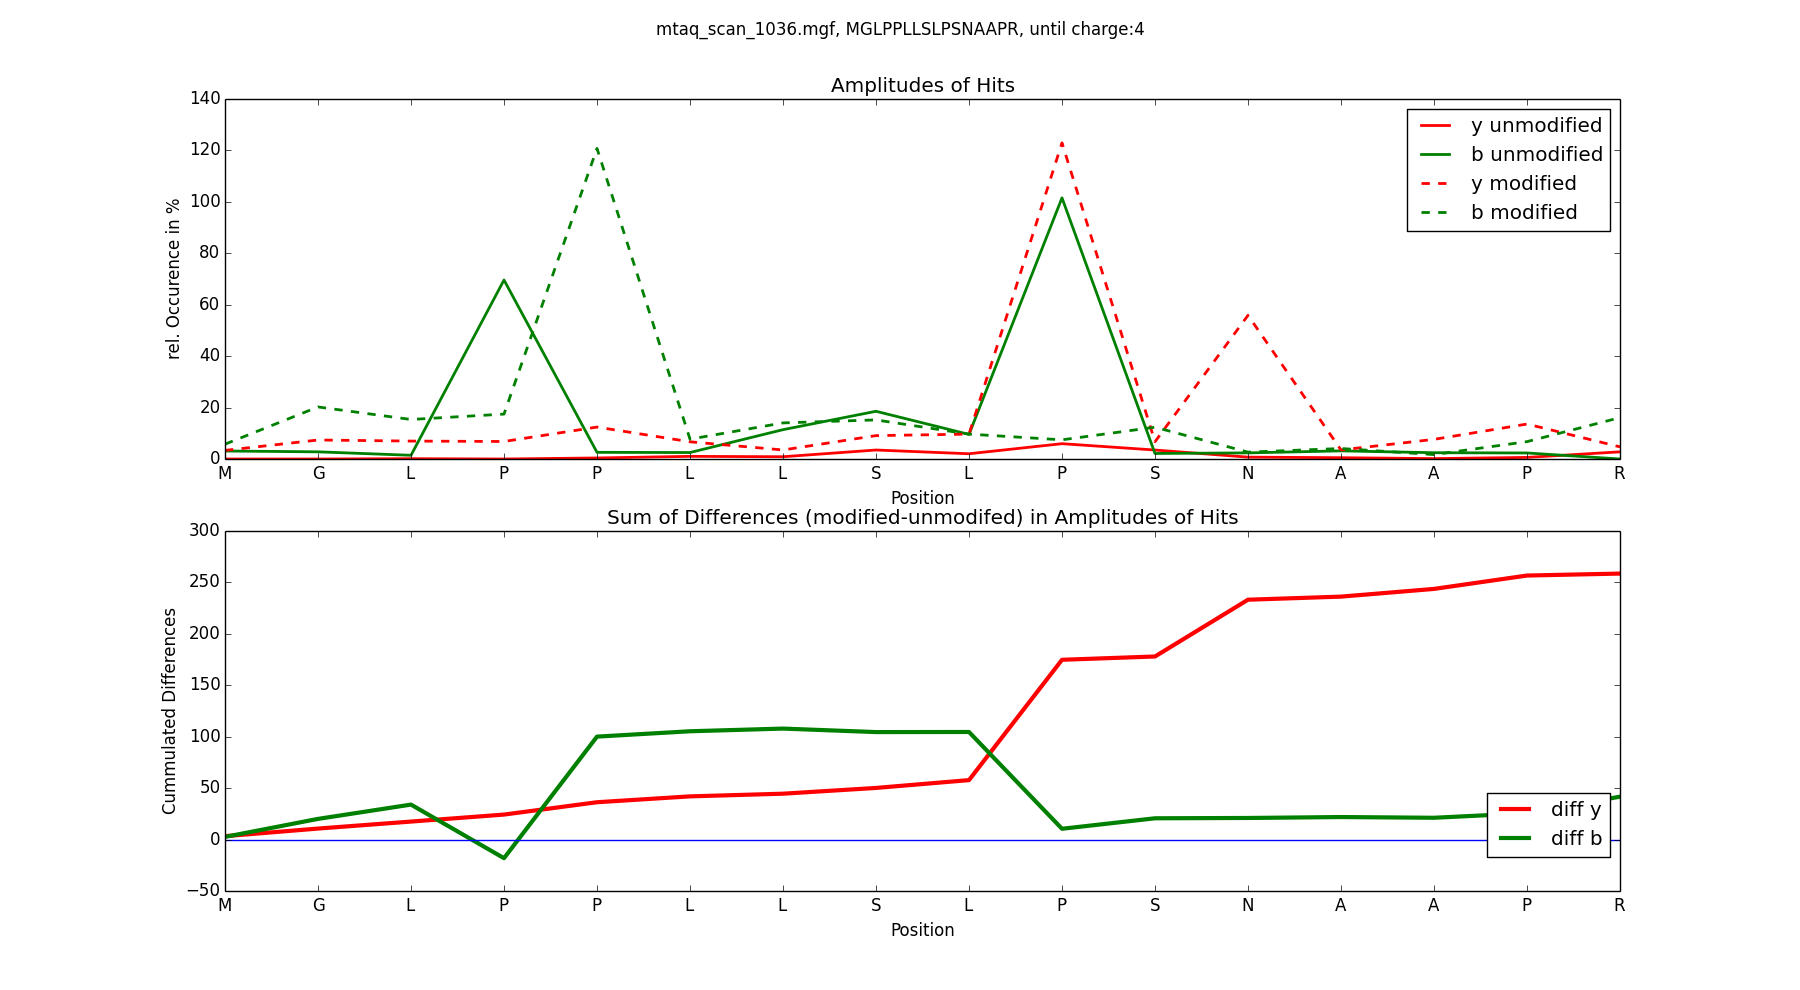 mtaq_scan_1036.mgf, MGLPPLLSLPSNAAPR, until charge:4
Amplitudes of Hits
140
120
100
80
60
40
20
0
rel. Occurence in %
y unmodified
b unmodified
y modified
b modified
M G L P P L L S L P S N A A P R
Position
Sum of Differences (modified-unmodifed) in Amplitudes of Hits
300
250
200
150
100
50
0
−50
Cummulated Differences
diff y
diff b
M G L P P L L S L P S N A A P R
Position